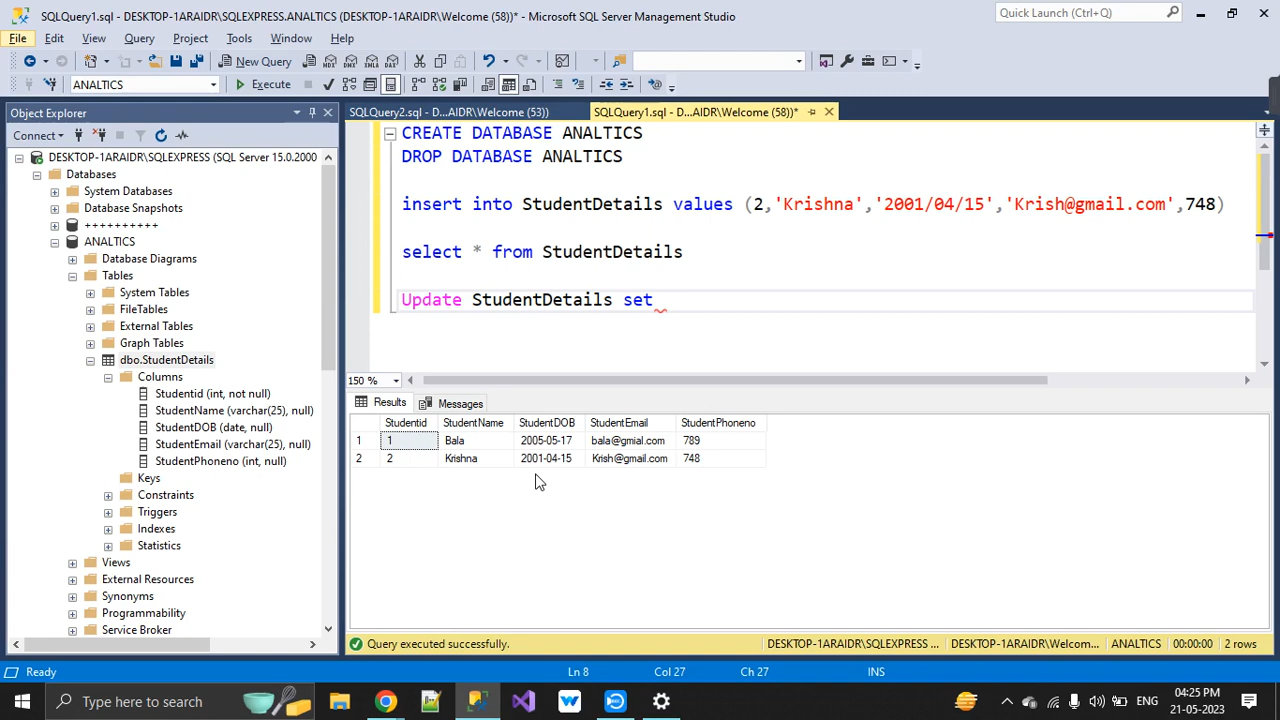 SQLQuery1.sql - DESKTOP-1ARAIDR\SQLEXPRESS.ANALTICS (DESKTOP-1ARAIDR\Welcome (58))* - Microsoft SQL Server Management Studio
Quick Launch (Ctrl+Q)
File Edit View Query Project Tools Window Help
New Query
ANALTICS
Execute
Object Explorer
SQLQuery2.sql - D...AIDR\Welcome (53))
SQLQuery1.sql - D...AIDR\Welcome (58))*
Connect
DESKTOP-1ARAIDR\SQLEXPRESS (SQL Server 15.0.2000
Databases
System Databases
Database Snapshots
++++++++++
ANALTICS
Database Diagrams
Tables
System Tables
FileTables
External Tables
Graph Tables
dbo.StudentDetails
Columns
Studentid (int, not null)
StudentName (varchar(25), null)
StudentDOB (date, null)
StudentEmail (varchar(25), null)
StudentPhoneno (int, null)
Keys
Constraints
Triggers
Indexes
Statistics
Views
External Resources
Synonyms
Programmability
Service Broker
CREATE DATABASE ANALTICS
DROP DATABASE ANALTICS
insert into StudentDetails values (2,'Krishna','2001/04/15','Krish@gmail.com',748)
select * from StudentDetails
Update StudentDetails set
150 %
Results Messages
Studentid StudentName StudentDOB StudentEmail StudentPhoneno
1 1 Bala 2005-05-17 bala@gmial.com 789
2 2 Krishna 2001-04-15 Krish@gmail.com 748
Query executed successfully.
DESKTOP-1ARAIDR\SQLEXPRESS ... DESKTOP-1ARAIDR\Welcom... ANALTICS 00:00:00 2 rows
Ready Ln 8 Col 27 Ch 27 INS
Type here to search
ENG
04:25 PM
21-05-2023